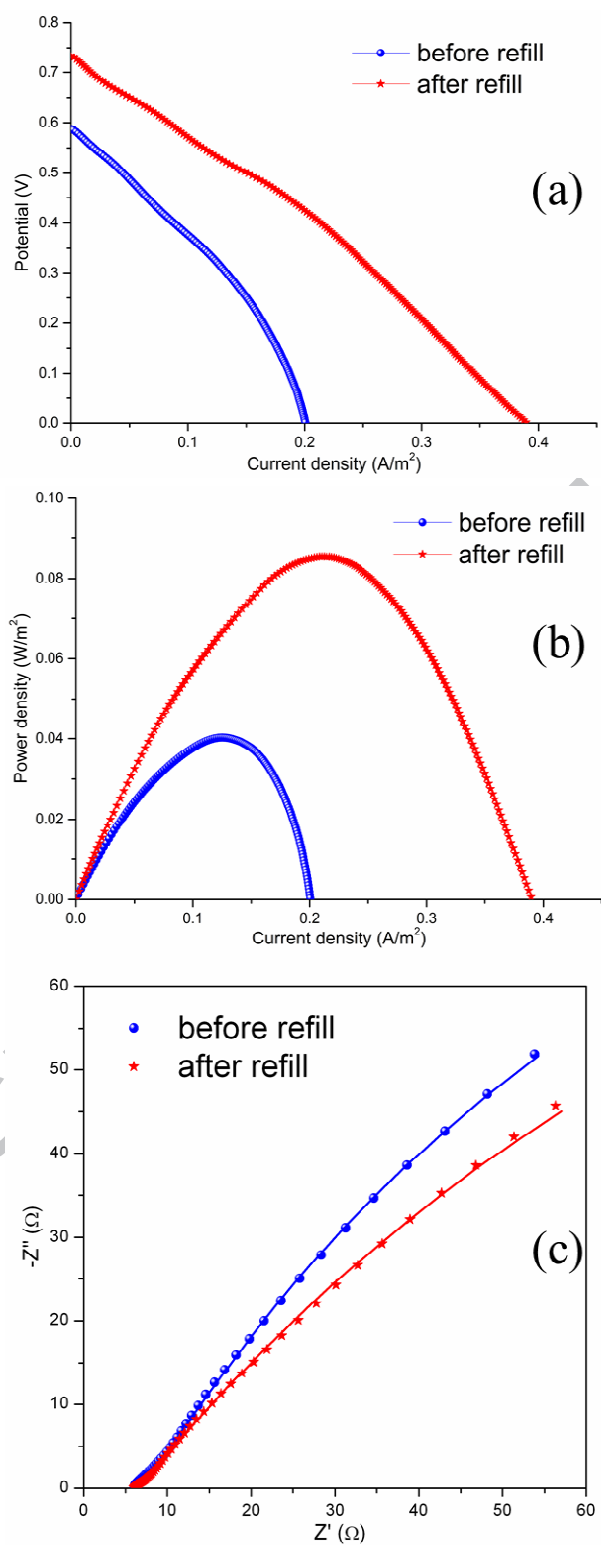 before refill
after refill
(a)
Potential (V)
0.8
0.7
0.6
0.5
0.4
0.3
0.2
0.1
0.0
0.0
0.1
0.2
0.3
0.4
Current density (A/m²)
before refill
after refill
(b)
Power density (W/m²)
0.10
0.08
0.06
0.04
0.02
0.00
0.0
0.1
0.2
0.3
0.4
Current density (A/m²)
before refill
after refill
(c)
-Z'' (Ω)
60
50
40
30
20
10
0
0
10
20
30
40
50
60
Z' (Ω)